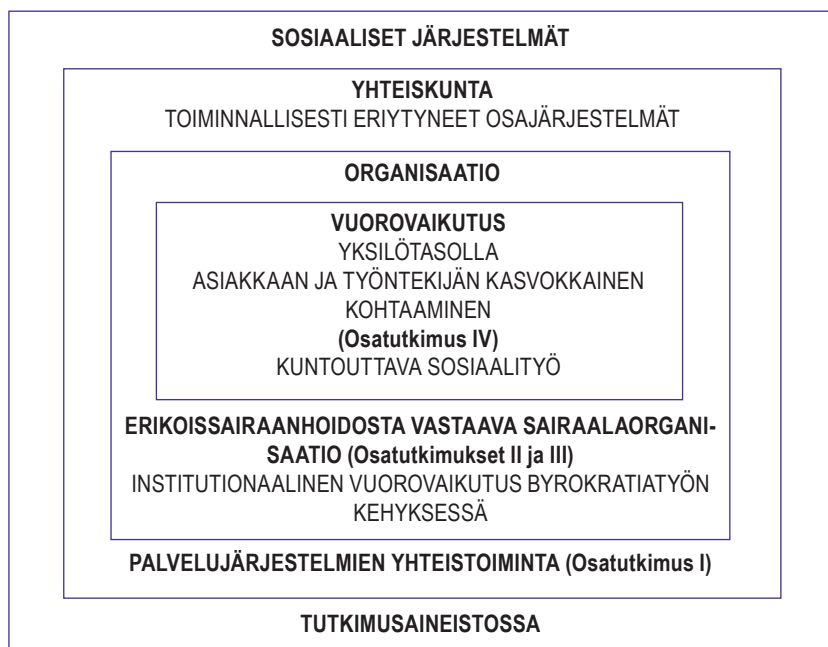 SOSIAALISET JÄRJESTELMÄT
YHTEISKUNTA
TOIMINNALLISESTI ERIYTYNEET OSAJÄRJESTELMÄT
ORGANISAATIO
VUOROVAIKUTUS
YKSILÖTASOLLA
ASIAKKAAN JA TYÖNTEKIJÄN KASVOKKAINEN
KOHTAAMINEN
(Osatutkimus IV)
KUNTOUTTAVA SOSIAALITYÖ
ERIKOISSAIRAANHOIDOSTA VASTAAVA SAIRAALAORGANI-
SAATIO (Osatutkimukset II ja III)
INSTITUTIONAALINEN VUOROVAIKUTUS BYROKRATIATYÖN
KEHYKSESSÄ
PALVELUJÄRJESTELMIEN YHTEISTOIMINTA (Osatutkimus I)
TUTKIMUSAINEISTOSSA